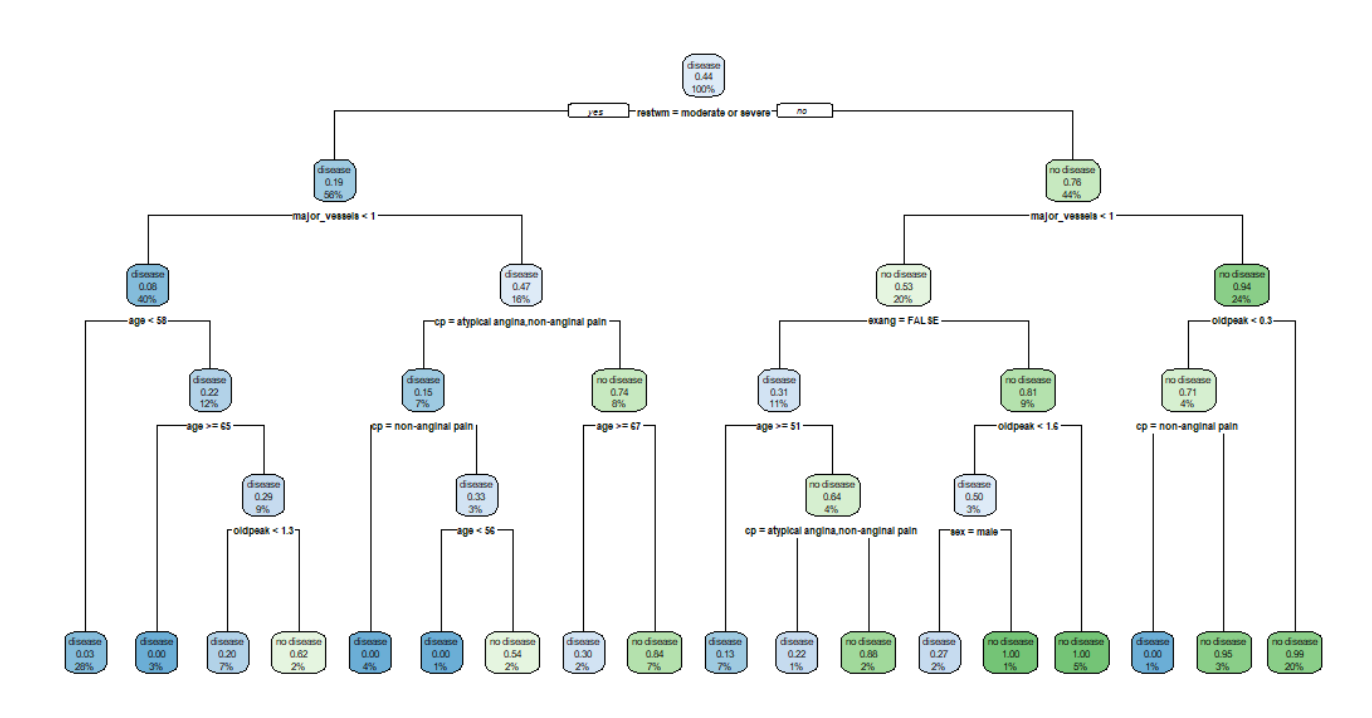 disease
0.44
100%
yes restwm = moderate or severe no
disease
0.19
56%
no disease
0.76
44%
major_vessels < 1
major_vessels < 1
disease
0.08
40%
disease
0.47
16%
no disease
0.53
20%
no disease
0.94
24%
age < 58
cp = atypical angina,non-anginal pain
exang = FALSE
oldpeak < 0.3
disease
0.22
12%
disease
0.15
7%
no disease
0.74
8%
disease
0.31
11%
no disease
0.81
9%
no disease
0.71
4%
age >= 65
cp = non-anginal pain
age >= 67
age >= 51
oldpeak < 1.6
cp = non-anginal pain
disease
0.29
9%
disease
0.33
3%
no disease
0.64
4%
disease
0.50
3%
oldpeak < 1.3
age < 56
cp = atypical angina,non-anginal pain
sex = male
disease
0.03
28%
disease
0.00
3%
disease
0.20
7%
no disease
0.62
2%
disease
0.00
4%
disease
0.00
1%
no disease
0.54
2%
disease
0.30
2%
no disease
0.84
7%
disease
0.13
7%
disease
0.22
1%
no disease
0.88
2%
disease
0.27
2%
no disease
1.00
1%
no disease
1.00
5%
disease
0.00
1%
no disease
0.95
3%
no disease
0.99
20%